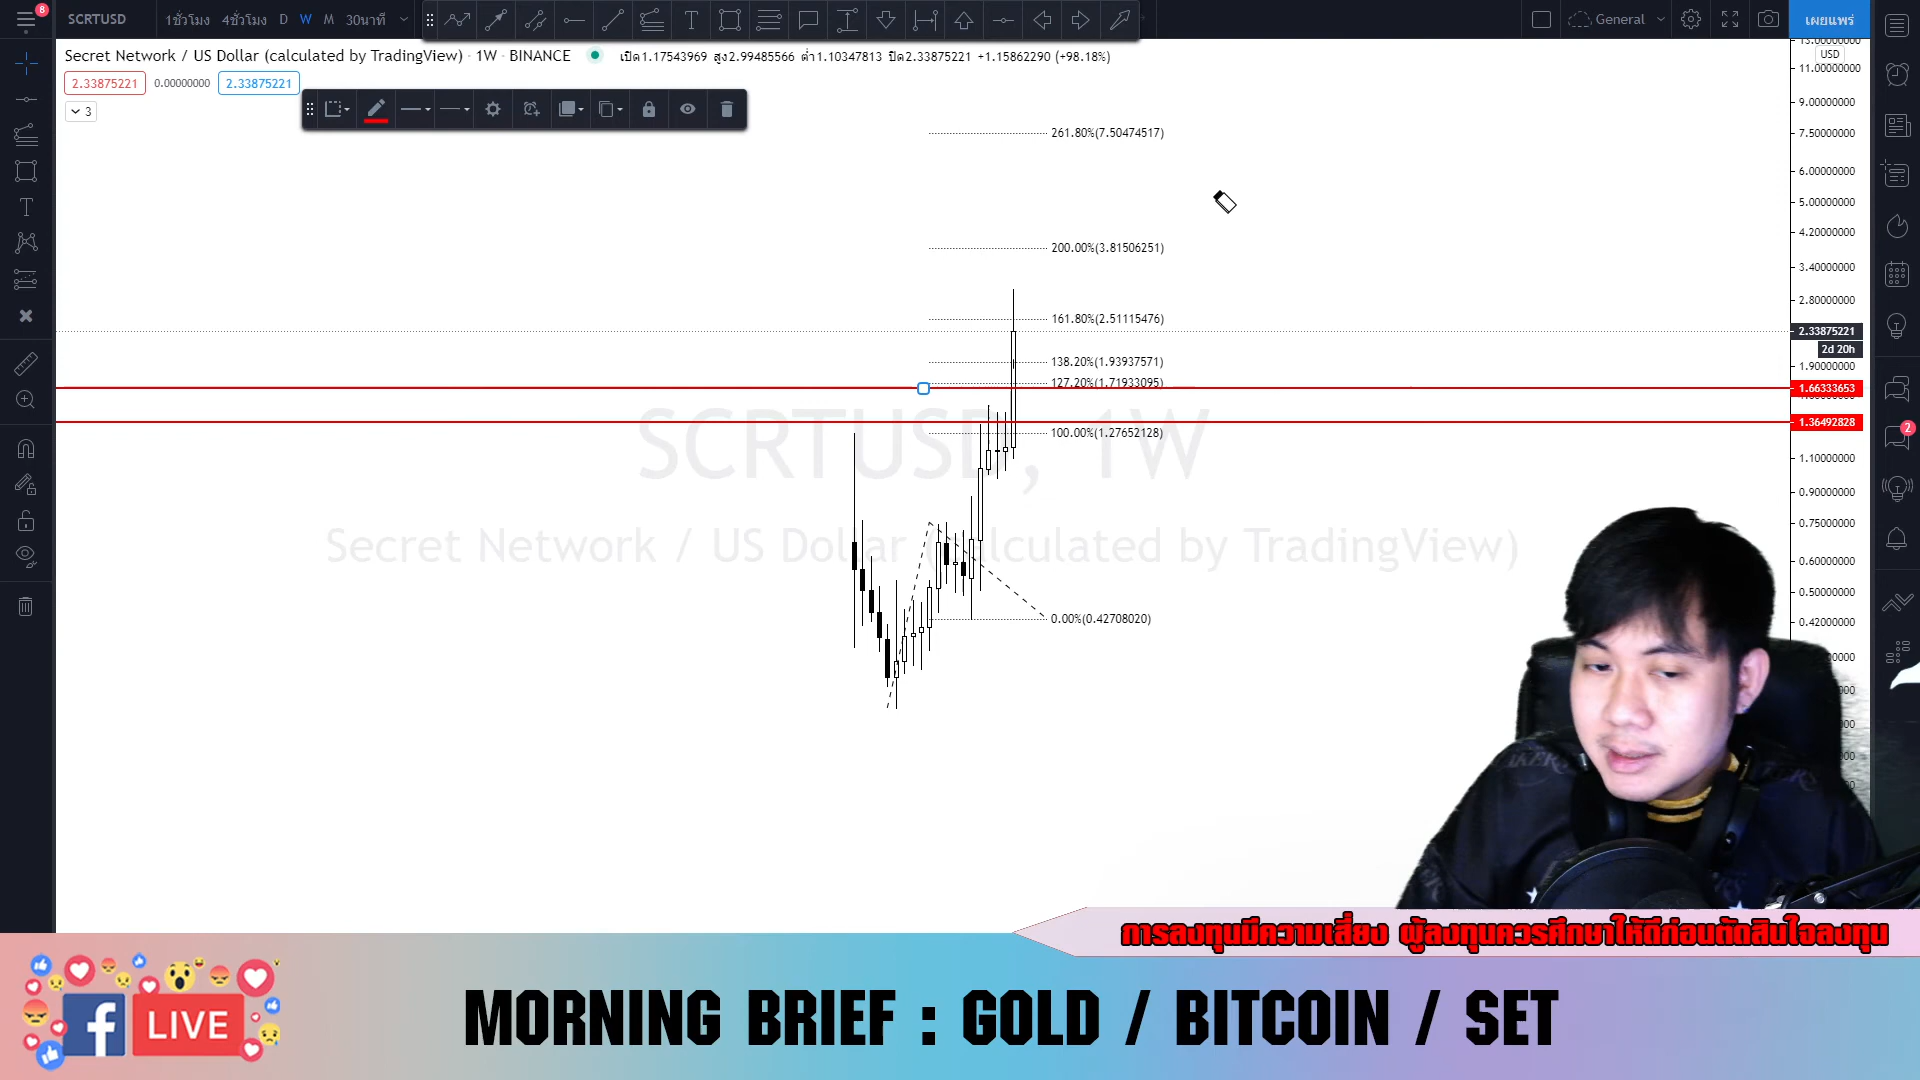 8
SCRTUSD
1ชั่วโมง 4ชั่วโมง D W M 30นาที
General
เผยแพร่
Secret Network / US Dollar (calculated by TradingView) · 1W · BINANCE
เปิด1.17543969 สูง2.99485566 ต่ำ1.10347813 ปิด2.33875221 +1.15862290 (+98.18%)
2.33875221 0.00000000 2.33875221
3
T
T
USD
13.00000000
11.00000000
9.00000000
7.50000000
6.00000000
5.00000000
4.20000000
3.40000000
2.80000000
2.33875221
2d 20h
1.90000000
1.66333653
1.36492828
1.10000000
0.90000000
0.75000000
0.60000000
0.50000000
0.42000000
261.80%(7.50474517)
200.00%(3.81506251)
161.80%(2.51115476)
138.20%(1.93937571)
127.20%(1.71933095)
100.00%(1.27652128)
0.00%(0.42708020)
SCRTUSD, 1W
Secret Network / US Dollar (calculated by TradingView)
2
การลงทุนมีความเสี่ยง ผู้ลงทุนควรศึกษาให้ดีก่อนตัดสินใจลงทุน
f LIVE
MORNING BRIEF : GOLD / BITCOIN / SET